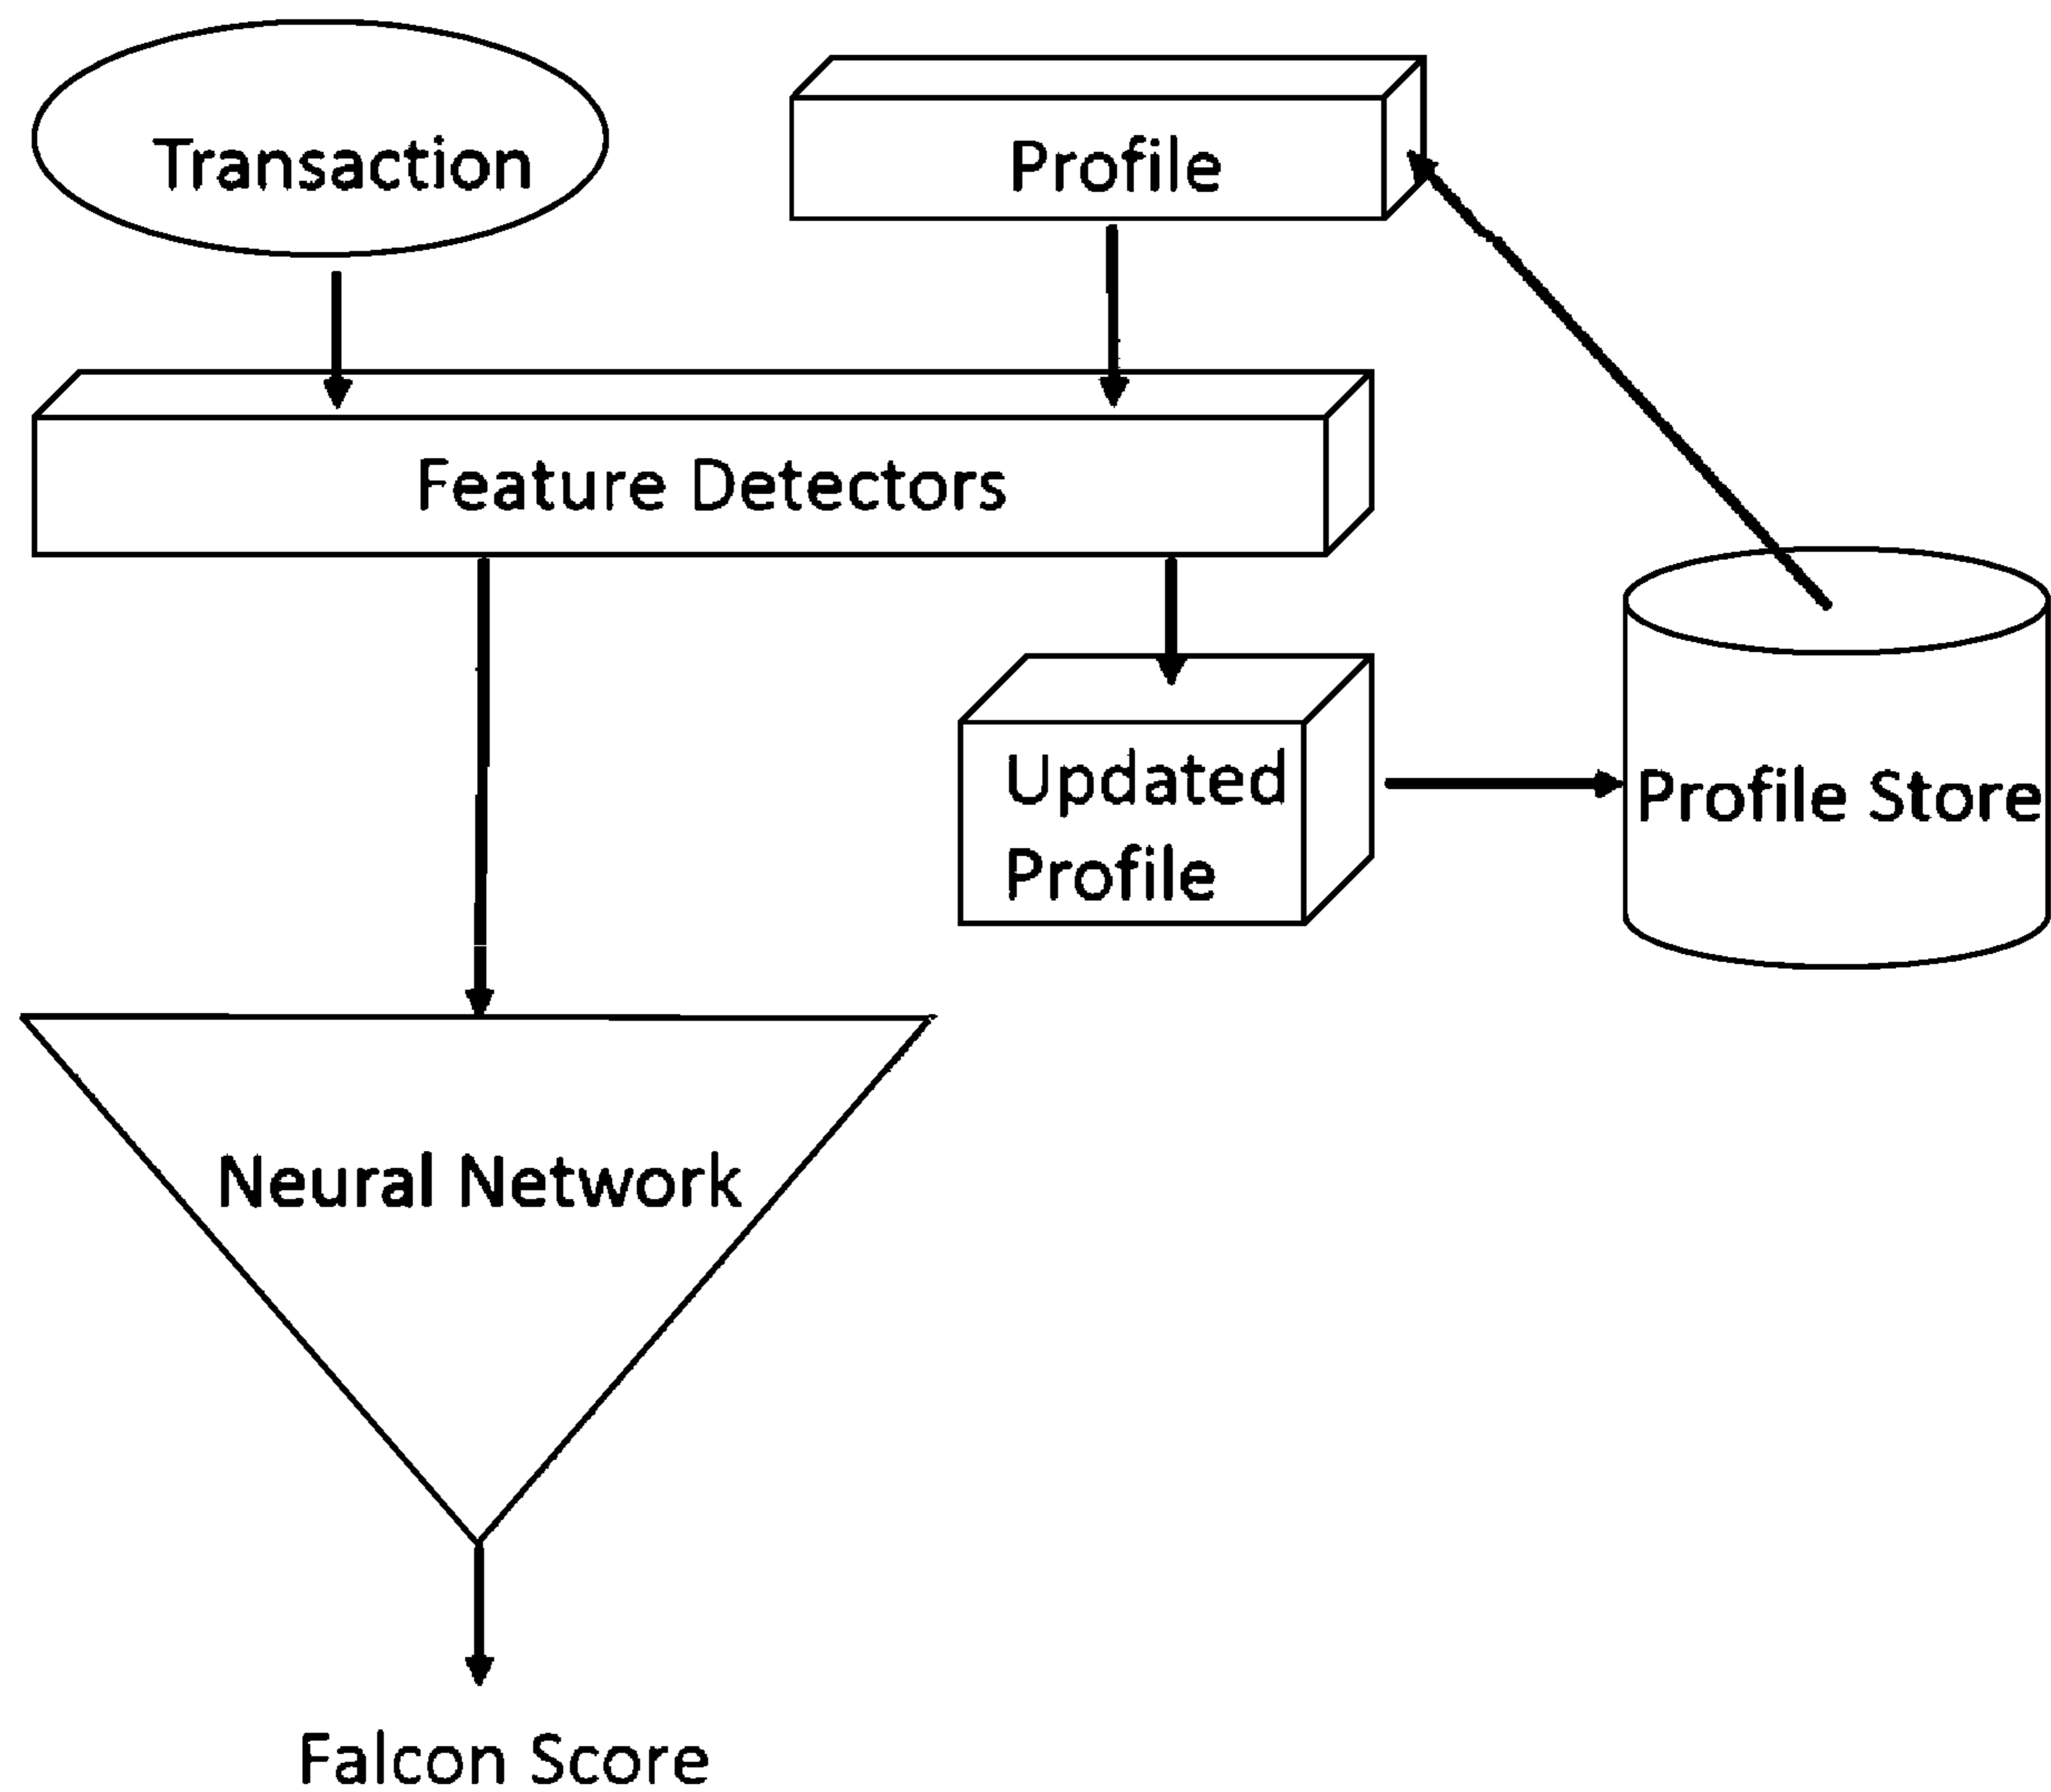 Transaction
Profile
Feature Detectors
Updated
Profile
Profile Store
Neural Network
Falcon Score